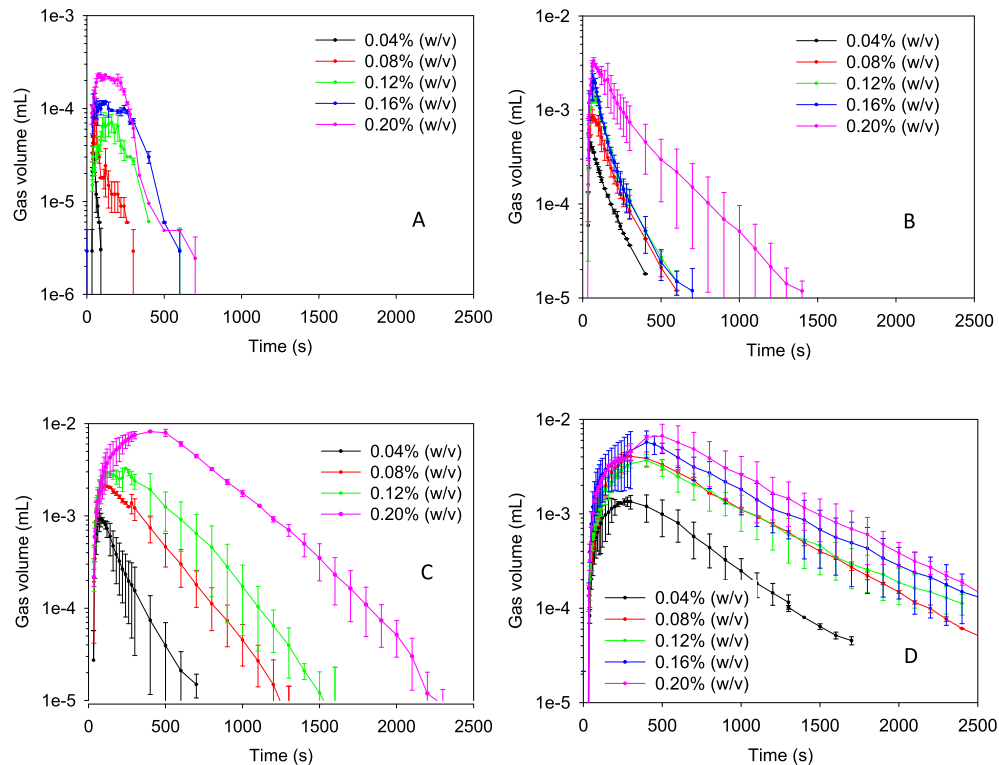 1e-3
1e-4
1e-5
1e-6
Gas volume (mL)
0.04% (w/v)
0.08% (w/v)
0.12% (w/v)
0.16% (w/v)
0.20% (w/v)
A
0 500 1000 1500 2000 2500
Time (s)
1e-2
1e-3
1e-4
1e-5
Gas volume (mL)
0.04% (w/v)
0.08% (w/v)
0.12% (w/v)
0.16% (w/v)
0.20% (w/v)
B
0 500 1000 1500 2000 2500
Time (s)
1e-2
1e-3
1e-4
1e-5
Gas volume (mL)
0.04% (w/v)
0.08% (w/v)
0.12% (w/v)
0.20% (w/v)
C
0 500 1000 1500 2000 2500
Time (s)
1e-2
1e-3
1e-4
1e-5
Gas volume (mL)
0.04% (w/v)
0.08% (w/v)
0.12% (w/v)
0.16% (w/v)
0.20% (w/v)
D
0 500 1000 1500 2000 2500
Time (s)